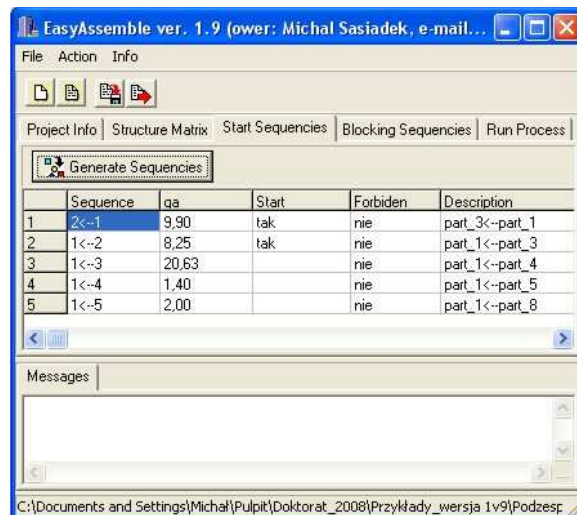 EasyAssemble ver. 1.9 (ower: Michal Sasiadek, e-mail...
File Action Info
Project Info Structure Matrix Start Sequencies Blocking Sequencies Run Process
Generate Sequencies
Sequence qa Start Forbiden Description
1 2<--1 9,90 tak nie part_3<--part_1
2 1<--2 8,25 tak nie part_1<--part_3
3 1<--3 20,63 nie part_1<--part_4
4 1<--4 1,40 nie part_1<--part_5
5 1<--5 2,00 nie part_1<--part_8
Messages
C:\Documents and Settings\Michał\Pulpit\Doktorat_2008\Przykłady_wersja 1v9\Podzesp